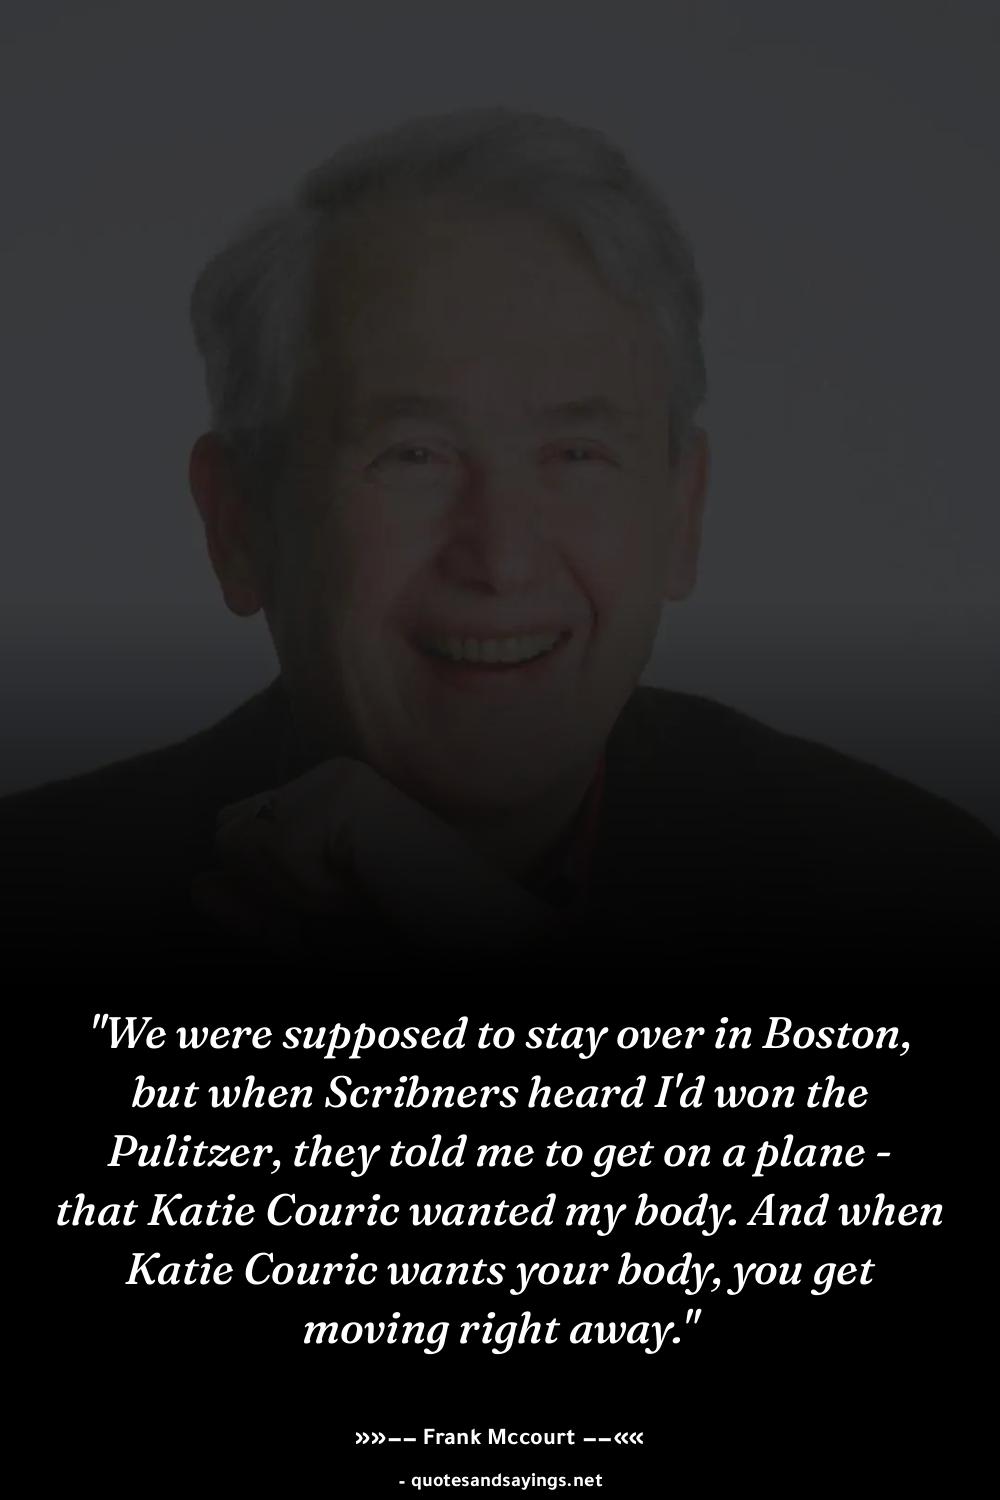 "We were supposed to stay over in Boston,
but when Scribners heard I'd won the
Pulitzer, they told me to get on a plane -
that Katie Couric wanted my body. And when
Katie Couric wants your body, you get
moving right away."
»»−− Frank Mccourt −−««
- quotesandsayings.net